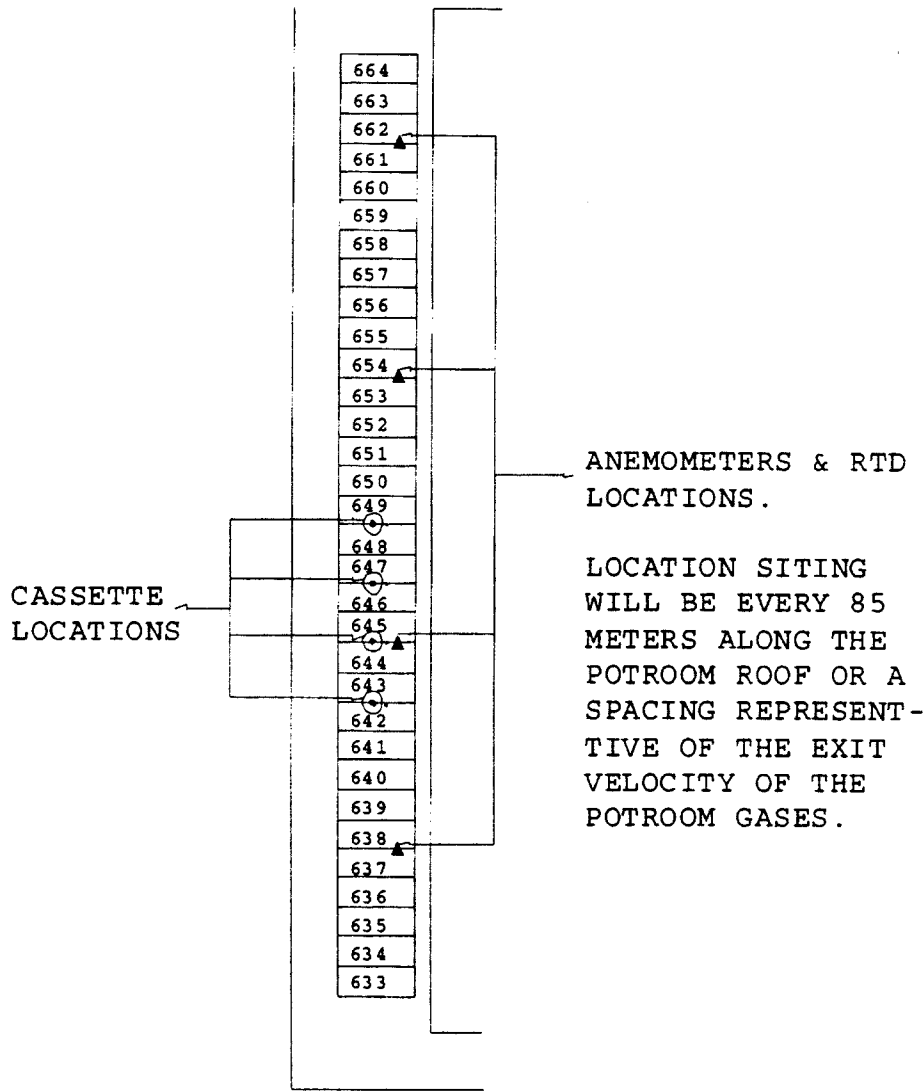 664
663
662
661
660
659
658
657
656
655
654
653
652
651
650
649
648
647
646
645
644
643
642
641
640
639
638
637
636
635
634
633
CASSETTE
LOCATIONS
ANEMOMETERS & RTD
LOCATIONS.
LOCATION SITING
WILL BE EVERY 85
METERS ALONG THE
POTROOM ROOF OR A
SPACING REPRESENT-
TIVE OF THE EXIT
VELOCITY OF THE
POTROOM GASES.